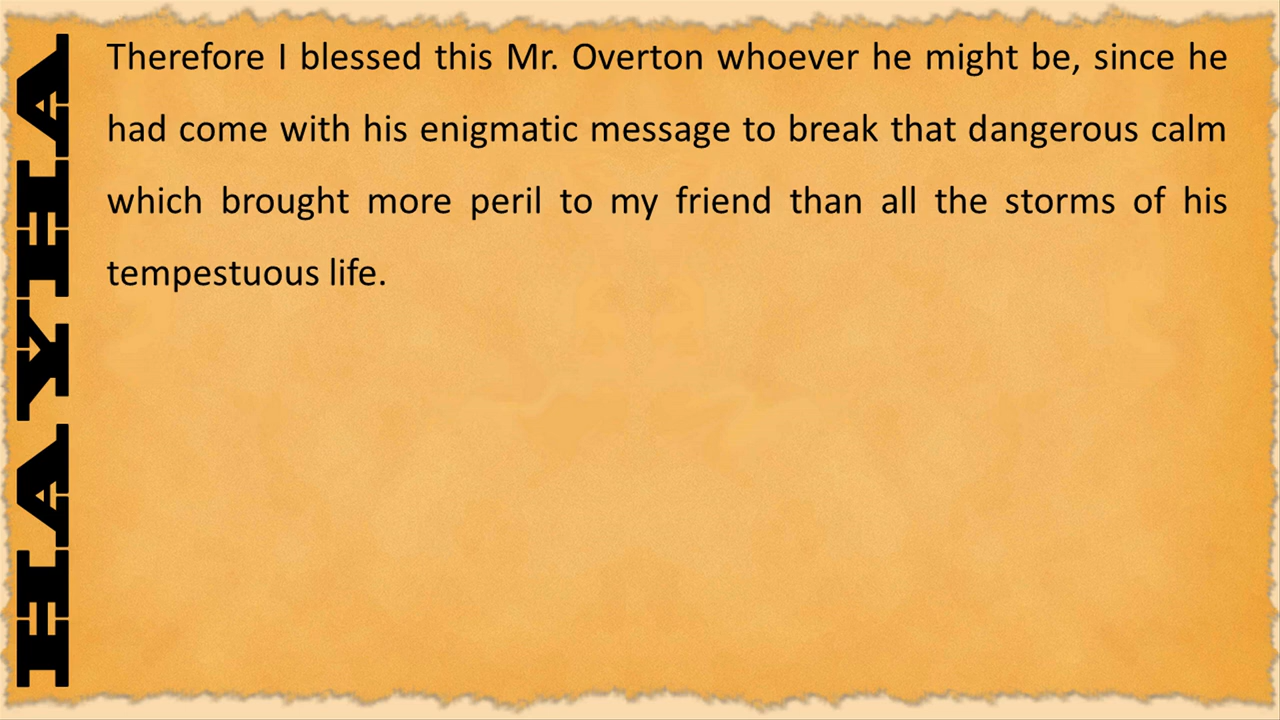 HAYHA
Therefore I blessed this Mr. Overton whoever he might be, since he
had come with his enigmatic message to break that dangerous calm
which brought more peril to my friend than all the storms of his
tempestuous life.